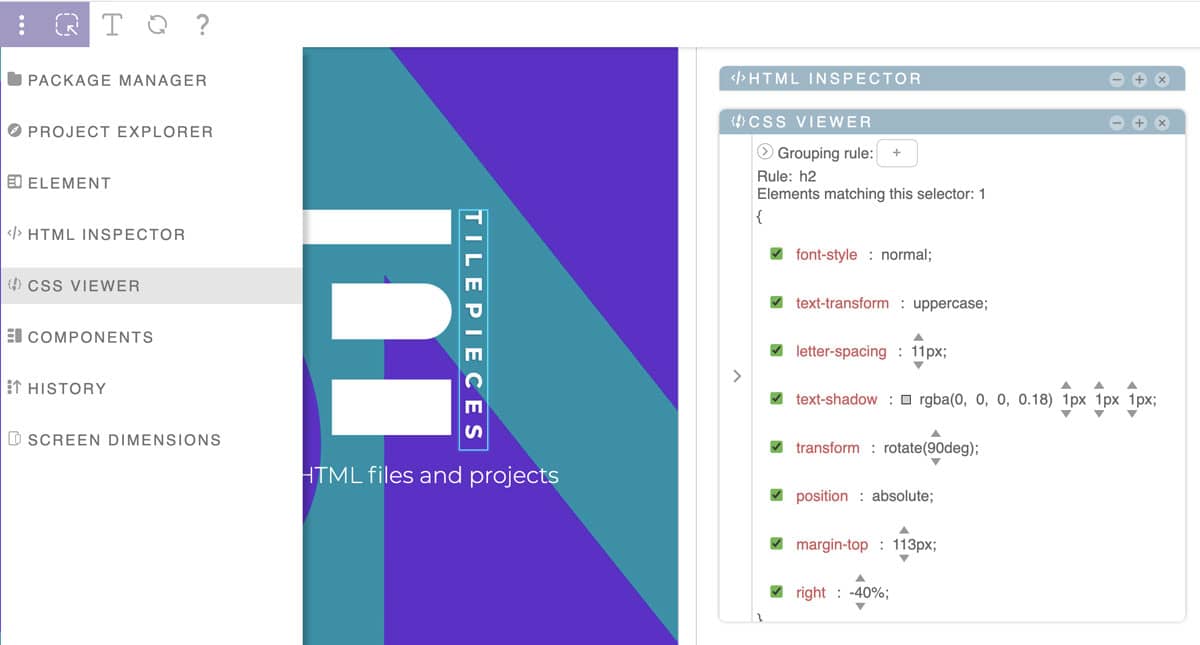 PACKAGE MANAGER
PROJECT EXPLORER
ELEMENT
HTML INSPECTOR
CSS VIEWER
COMPONENTS
HISTORY
SCREEN DIMENSIONS
TILEPIECES
HTML files and projects
HTML INSPECTOR
CSS VIEWER
Grouping rule: +
Rule: h2
Elements matching this selector: 1
{
font-style : normal;
text-transform : uppercase;
letter-spacing : 11px;
text-shadow : rgba(0, 0, 0, 0.18) 1px 1px 1px;
transform : rotate(90deg);
position : absolute;
margin-top : 113px;
right : -40%;
}